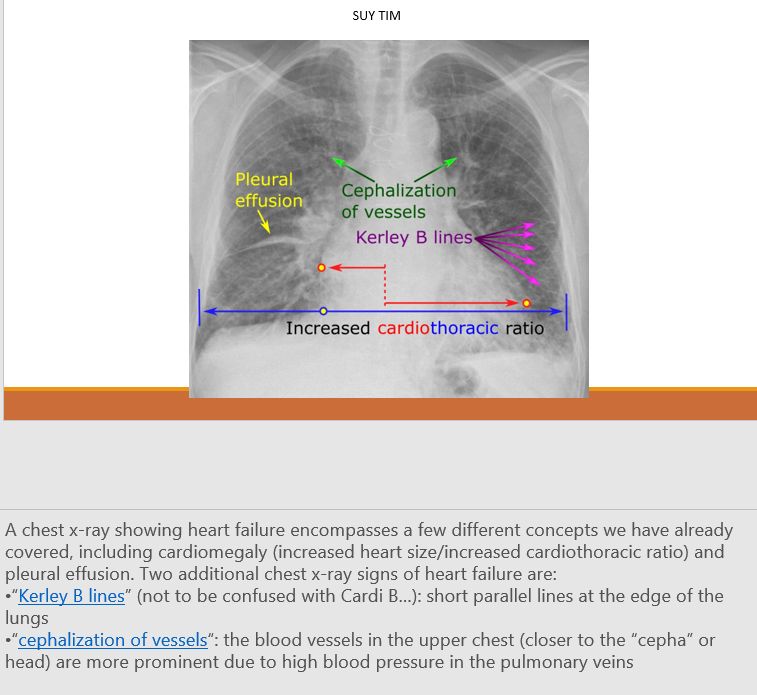 SUY TIM
Pleural
effusion
Cephalization
of vessels
Kerley B lines
Increased cardiothoracic ratio
A chest x-ray showing heart failure encompasses a few different concepts we have already
covered, including cardiomegaly (increased heart size/increased cardiothoracic ratio) and
pleural effusion. Two additional chest x-ray signs of heart failure are:
•“Kerley B lines” (not to be confused with Cardi B…): short parallel lines at the edge of the
lungs
•“cephalization of vessels”: the blood vessels in the upper chest (closer to the “cepha” or
head) are more prominent due to high blood pressure in the pulmonary veins